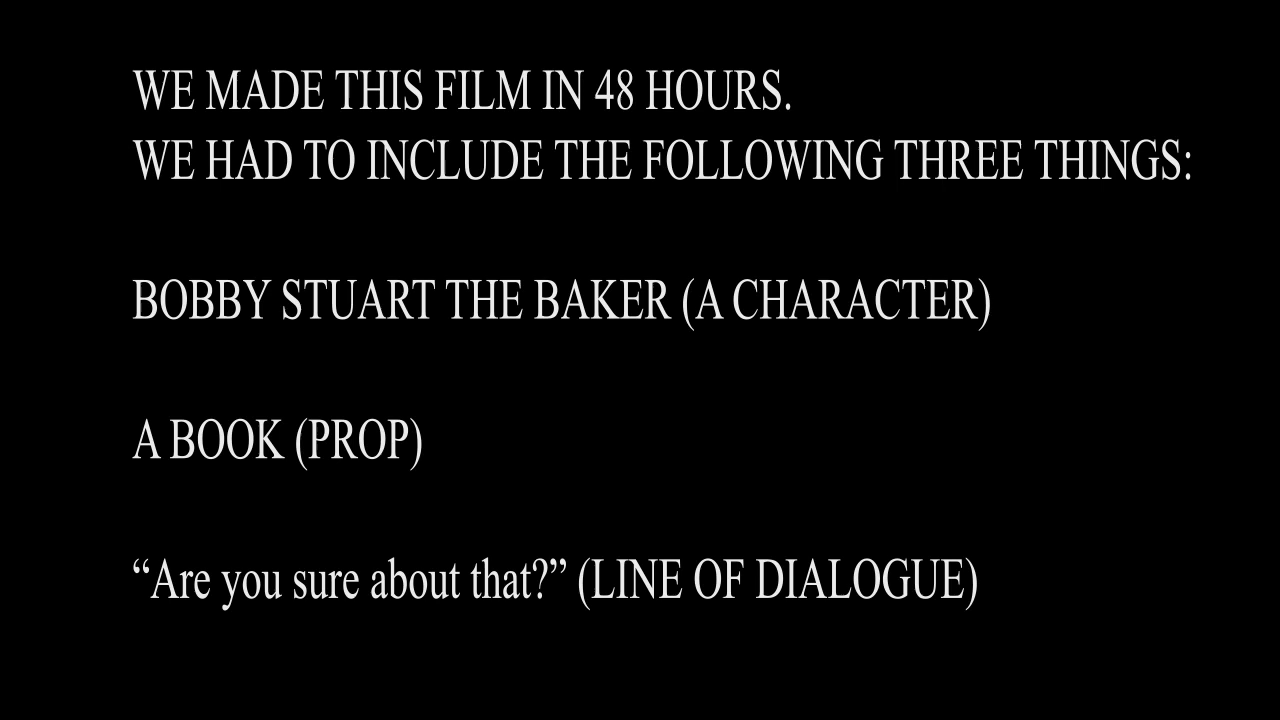 WE MADE THIS FILM IN 48 HOURS.
WE HAD TO INCLUDE THE FOLLOWING THREE THINGS:
BOBBY STUART THE BAKER (A CHARACTER)
A BOOK (PROP)
“Are you sure about that?” (LINE OF DIALOGUE)